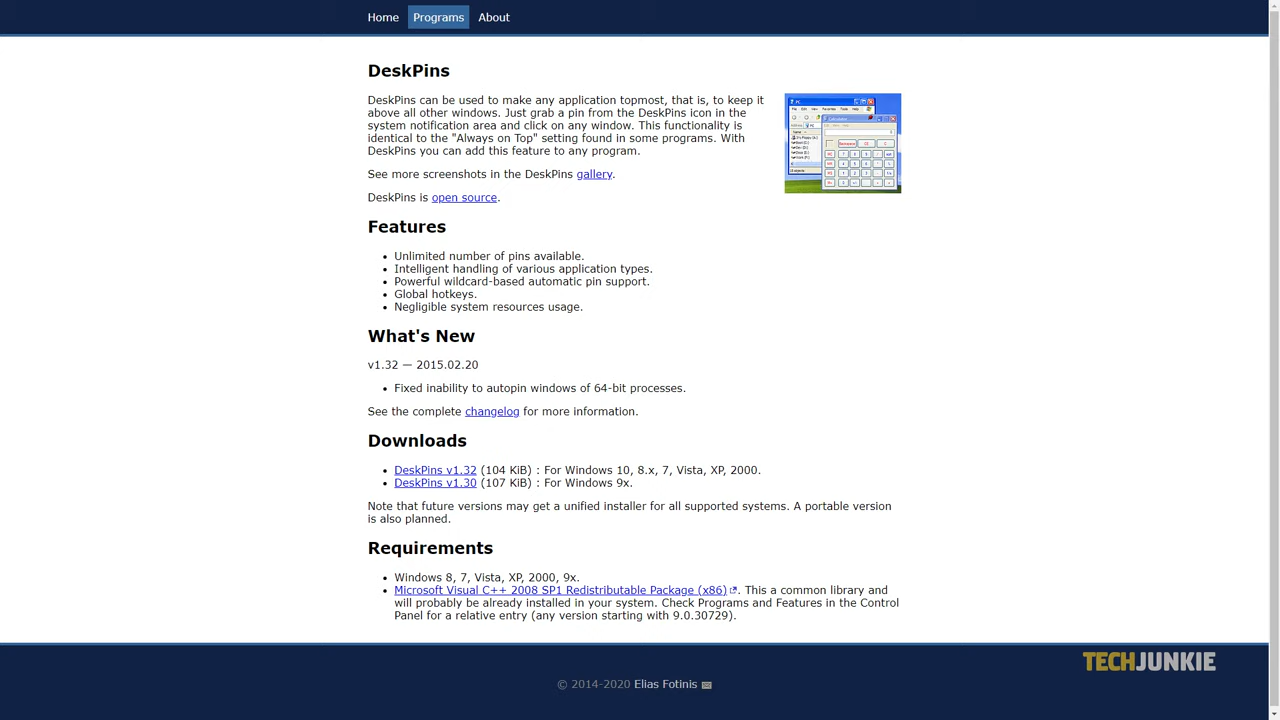 Home Programs About
DeskPins
DeskPins can be used to make any application topmost, that is, to keep it
above all other windows. Just grab a pin from the DeskPins icon in the
system notification area and click on any window. This functionality is
identical to the "Always on Top" setting found in some programs. With
DeskPins you can add this feature to any program.
See more screenshots in the DeskPins gallery.
DeskPins is open source.
Features
Unlimited number of pins available.
Intelligent handling of various application types.
Powerful wildcard-based automatic pin support.
Global hotkeys.
Negligible system resources usage.
What's New
v1.32 — 2015.02.20
Fixed inability to autopin windows of 64-bit processes.
See the complete changelog for more information.
Downloads
DeskPins v1.32 (104 KiB) : For Windows 10, 8.x, 7, Vista, XP, 2000.
DeskPins v1.30 (107 KiB) : For Windows 9x.
Note that future versions may get a unified installer for all supported systems. A portable version
is also planned.
Requirements
Windows 8, 7, Vista, XP, 2000, 9x.
Microsoft Visual C++ 2008 SP1 Redistributable Package (x86). This a common library and
will probably be already installed in your system. Check Programs and Features in the Control
Panel for a relative entry (any version starting with 9.0.30729).
TECHJUNKIE
© 2014-2020 Elias Fotinis